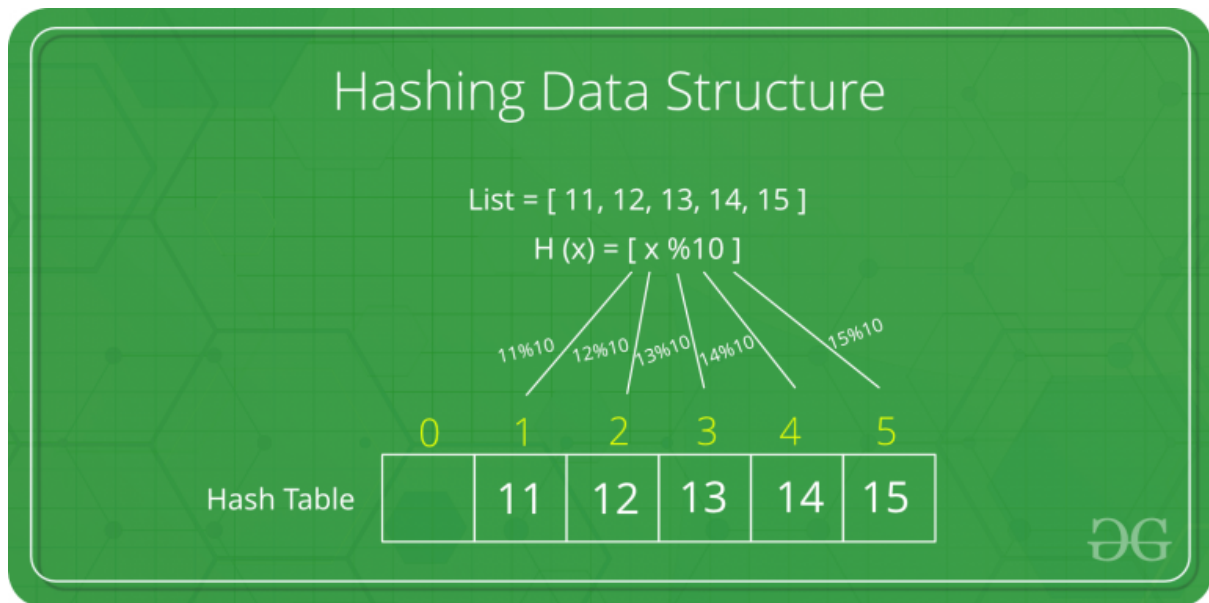 Hashing Data Structure
List = [ 11, 12, 13, 14, 15 ]
H (x) = [ x %10 ]
11%10 12%10 13%10 14%10 15%10
0 1 2 3 4 5
Hash Table 11 12 13 14 15